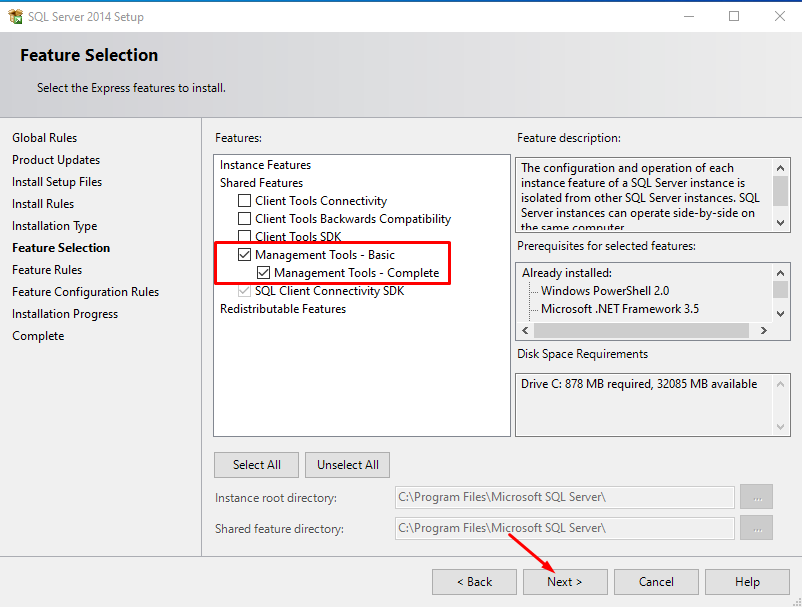 SQL Server 2014 Setup
Feature Selection
Select the Express features to install.
Global Rules
Product Updates
Install Setup Files
Install Rules
Installation Type
Feature Selection
Feature Rules
Feature Configuration Rules
Installation Progress
Complete
Features:
Instance Features
Shared Features
Client Tools Connectivity
Client Tools Backwards Compatibility
Client Tools SDK
Management Tools - Basic
Management Tools - Complete
SQL Client Connectivity SDK
Redistributable Features
Feature description:
The configuration and operation of each
instance feature of a SQL Server instance is
isolated from other SQL Server instances. SQL
Server instances can operate side-by-side on
the same computer.
Prerequisites for selected features:
Already installed:
Windows PowerShell 2.0
Microsoft .NET Framework 3.5
Disk Space Requirements
Drive C: 878 MB required, 32085 MB available
Select All
Unselect All
Instance root directory:
C:\Program Files\Microsoft SQL Server\
...
Shared feature directory:
C:\Program Files\Microsoft SQL Server\
...
< Back
Next >
Cancel
Help